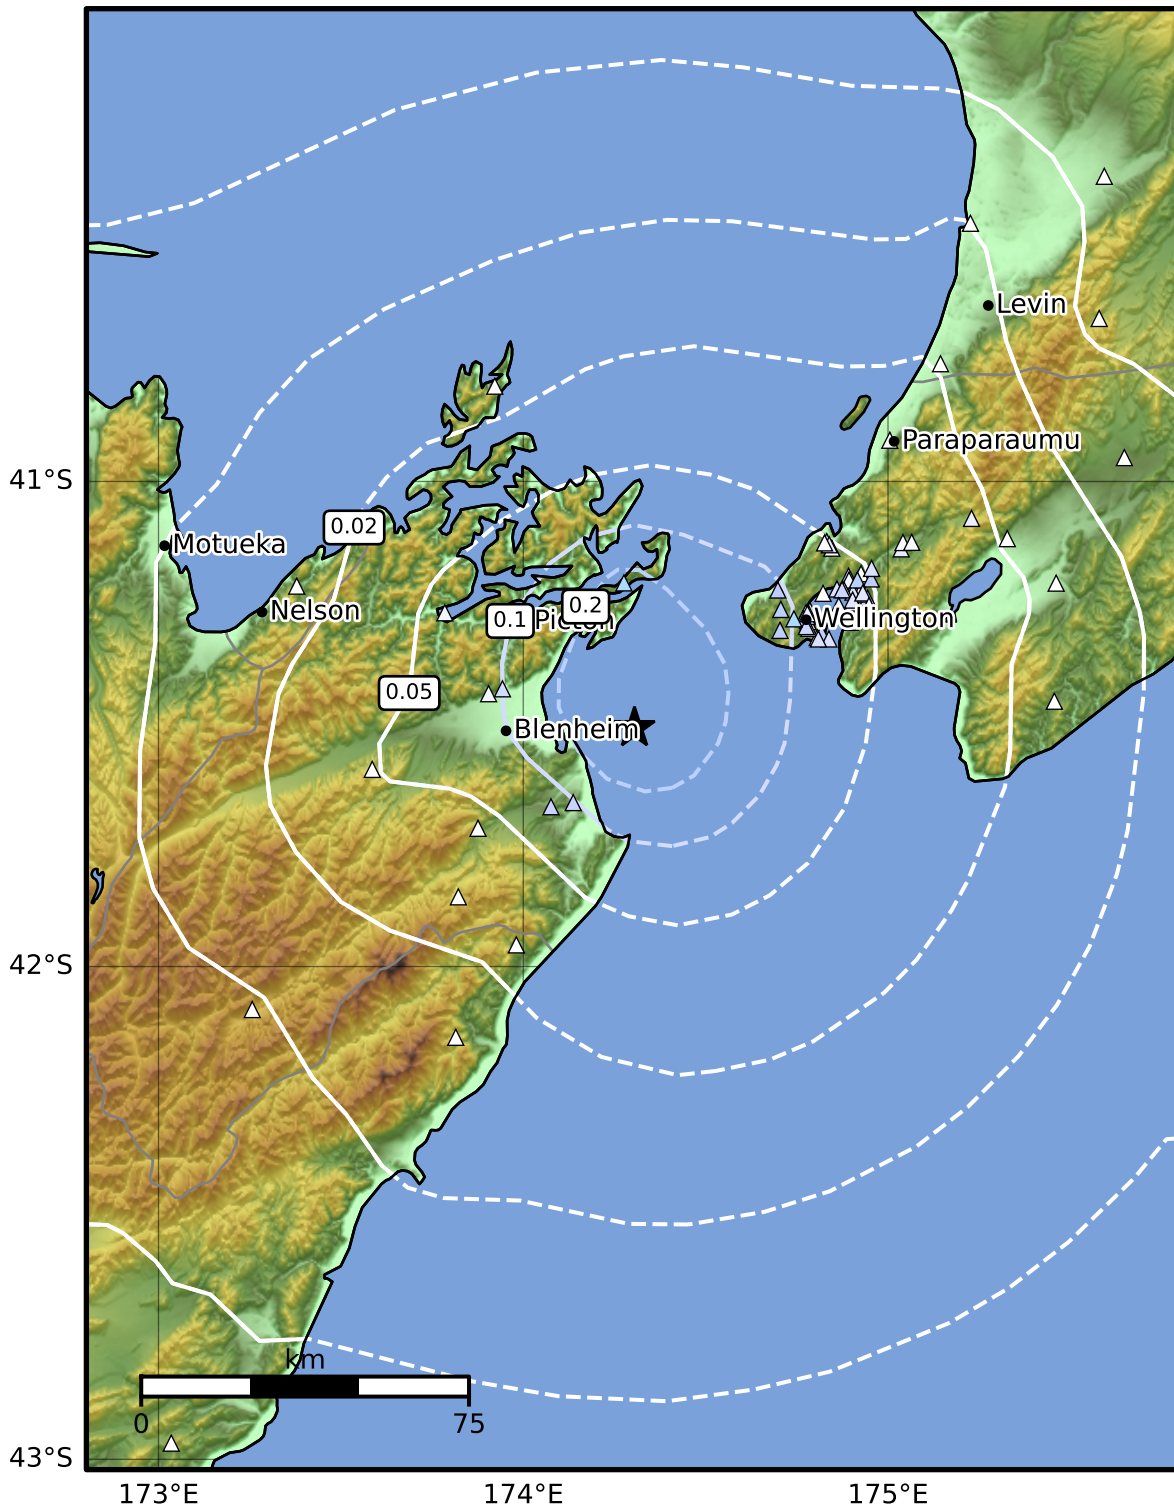 Levin
Paraparaumu
41°S
0.02
Motueka
Nelson
0.2
0.1
Picton
Wellington
0.05
Blenheim
42°S
km
0
75
43°S
173°E
174°E
175°E